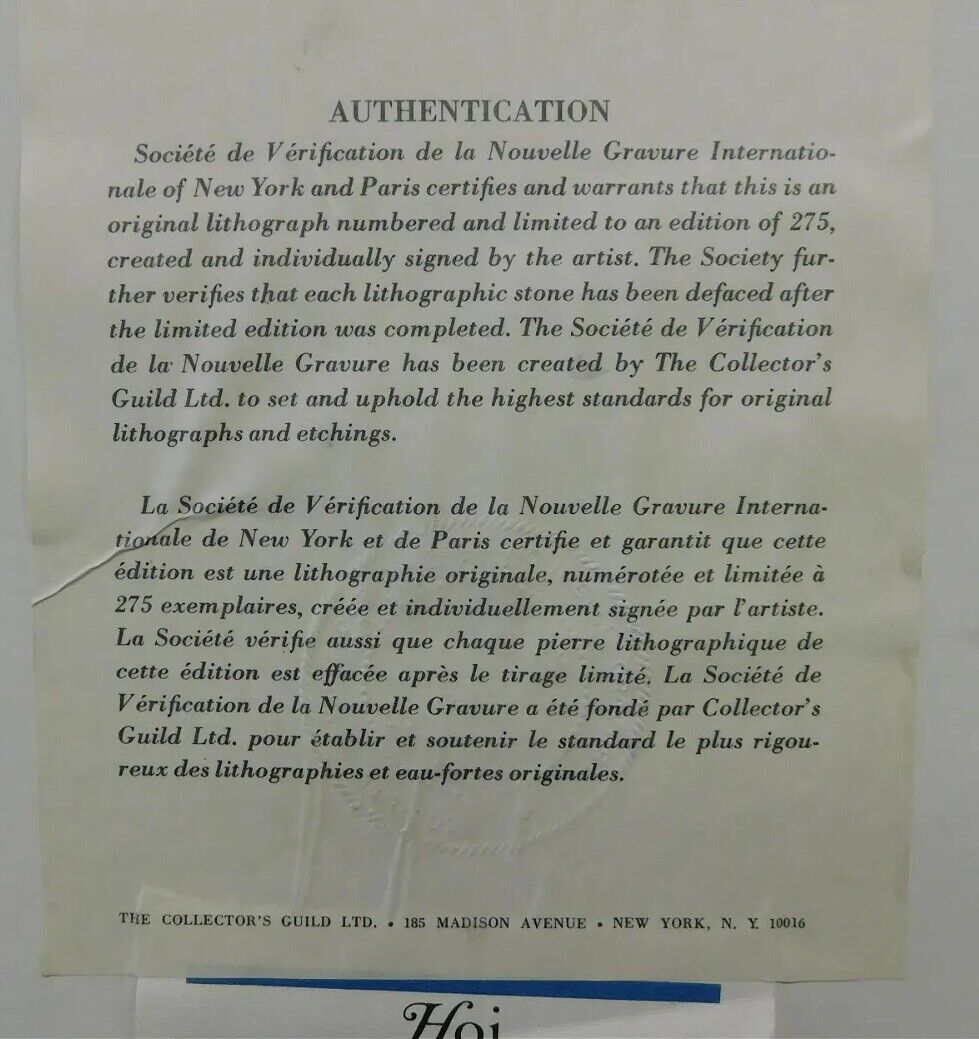 AUTHENTICATION
Société de Vérification de la Nouvelle Gravure Internatio-
nale of New York and Paris certifies and warrants that this is an
original lithograph numbered and limited to an edition of 275,
created and individually signed by the artist. The Society fur-
ther verifies that each lithographic stone has been defaced after
the limited edition was completed. The Société de Vérification
de la Nouvelle Gravure has been created by The Collector's
Guild Ltd. to set and uphold the highest standards for original
lithographs and etchings.
La Société de Vérification de la Nouvelle Gravure Interna-
tionale de New York et de Paris certifie et garantit que cette
édition est une lithographie originale, numérotée et limitée à
275 exemplaires, créée et individuellement signée par l'artiste.
La Société vérifie aussi que chaque pierre lithographique de
cette édition est effacée après le tirage limité. La Société de
Vérification de la Nouvelle Gravure a été fondé par Collector's
Guild Ltd. pour établir et soutenir le standard le plus rigou-
reux des lithographies et eau-fortes originales.
THE COLLECTOR'S GUILD LTD. • 185 MADISON AVENUE • NEW YORK, N. Y. 10016